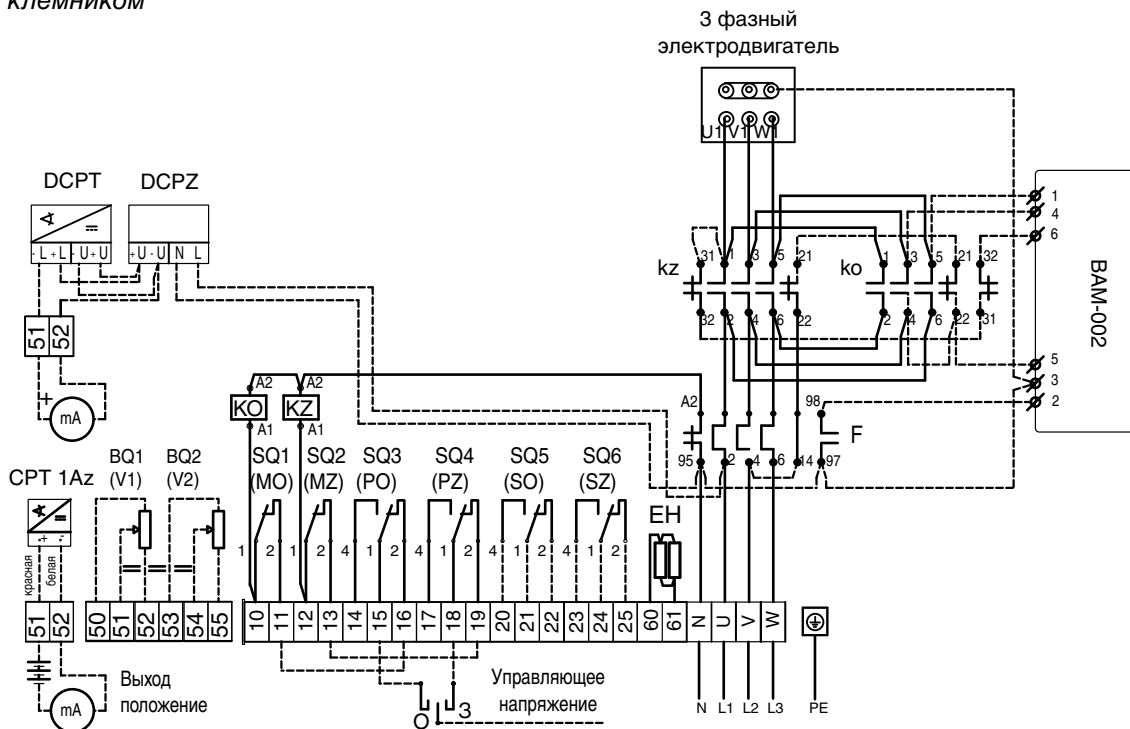 клемником
3 фазный
электродвигатель
U1 V1 W1
DCPT
DCPZ
- L + L - U + U
+ U - U N L
51 52
+
mA
1
4
6
BAM-002
5
3
2
kz
31 1 3 5 21
32 2 4 6 22
ko
1 3 5 21 32
2 4 6 22 31
A2 A2
KO KZ
A1 A1
A2 98
F
95 2 4 6 14 97
CPT 1Az
- + -
красная
белая
BQ1
(V1)
BQ2
(V2)
SQ1
(MO)
SQ2
(MZ)
SQ3
(PO)
SQ4
(PZ)
SQ5
(SO)
SQ6
(SZ)
EH
1 2 1 2 4 1 2 4 1 2 4 1 2 4 1 2
51 52
50 51 52 53 54 55
10 11 12 13 14 15 16 17 18 19 20 21 22 23 24 25 60 61 N U V W
mA
Выход
положение
О З
Управляющее
напряжение
N L1 L2 L3 PE